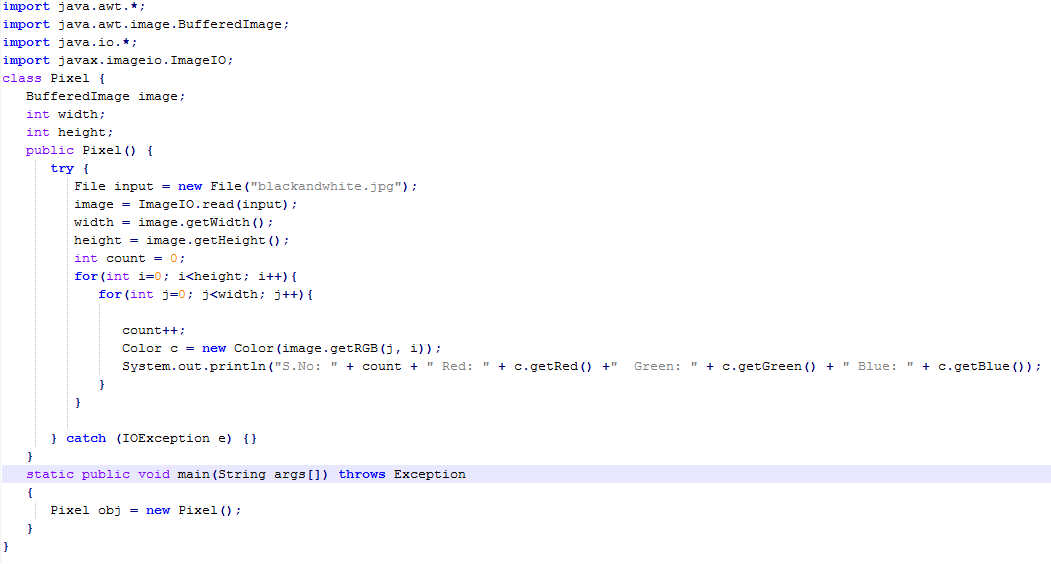 import java.awt.*;
import java.awt.image.BufferedImage;
import java.io.*;
import javax.imageio.ImageIO;
class Pixel {
   BufferedImage image;
   int width;
   int height;
   public Pixel() {
      try {
         File input = new File("blackandwhite.jpg");
         image = ImageIO.read(input);
         width = image.getWidth();
         height = image.getHeight();
         int count = 0;
         for(int i=0; i<height; i++){
            for(int j=0; j<width; j++){
               count++;
               Color c = new Color(image.getRGB(j, i));
               System.out.println("S.No: " + count + " Red: " + c.getRed() +"  Green: " + c.getGreen() + " Blue: " + c.getBlue());
            }
         }
      } catch (IOException e) {}
   }
   static public void main(String args[]) throws Exception
   {
      Pixel obj = new Pixel();
   }
}